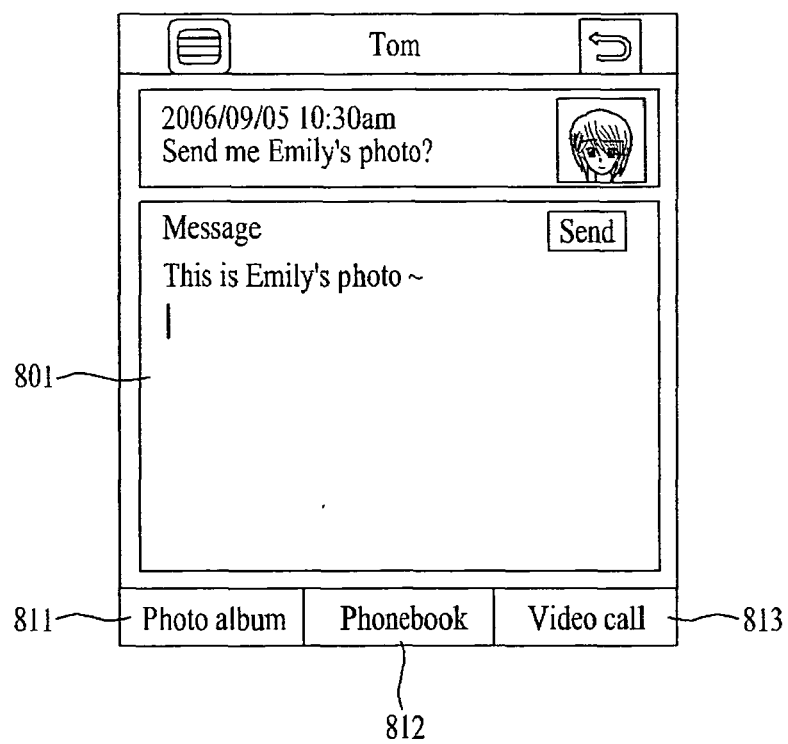 Tom
2006/09/05 10:30am
Send me Emily's photo?
Message Send
This is Emily's photo ~
801
811 Photo album Phonebook Video call 813
812